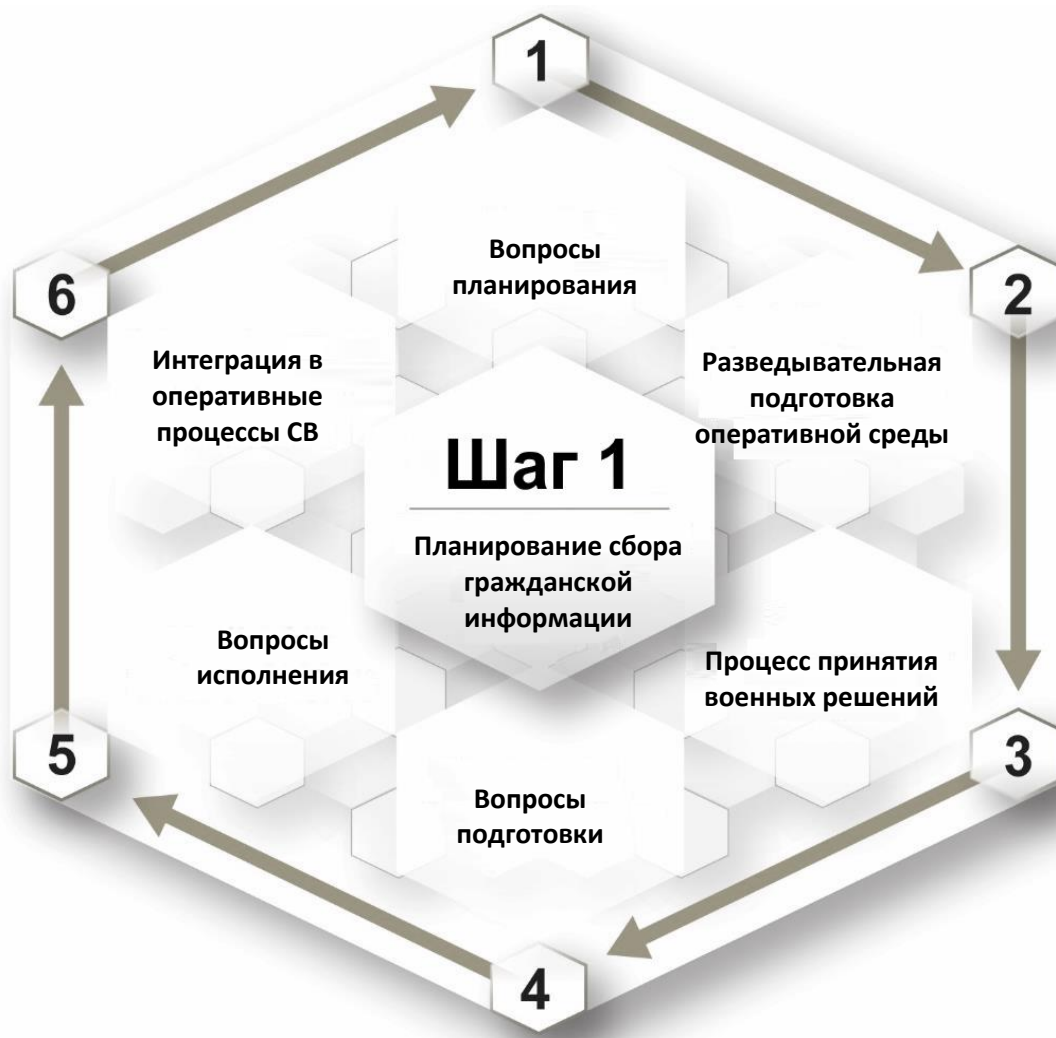 1
Вопросы
планирования
2
Разведывательная
подготовка
оперативной среды
6
Интеграция в
оперативные
процессы СВ
Шаг 1
Планирование сбора
гражданской
информации
Вопросы
исполнения
5
Процесс принятия
военных решений
3
Вопросы
подготовки
4